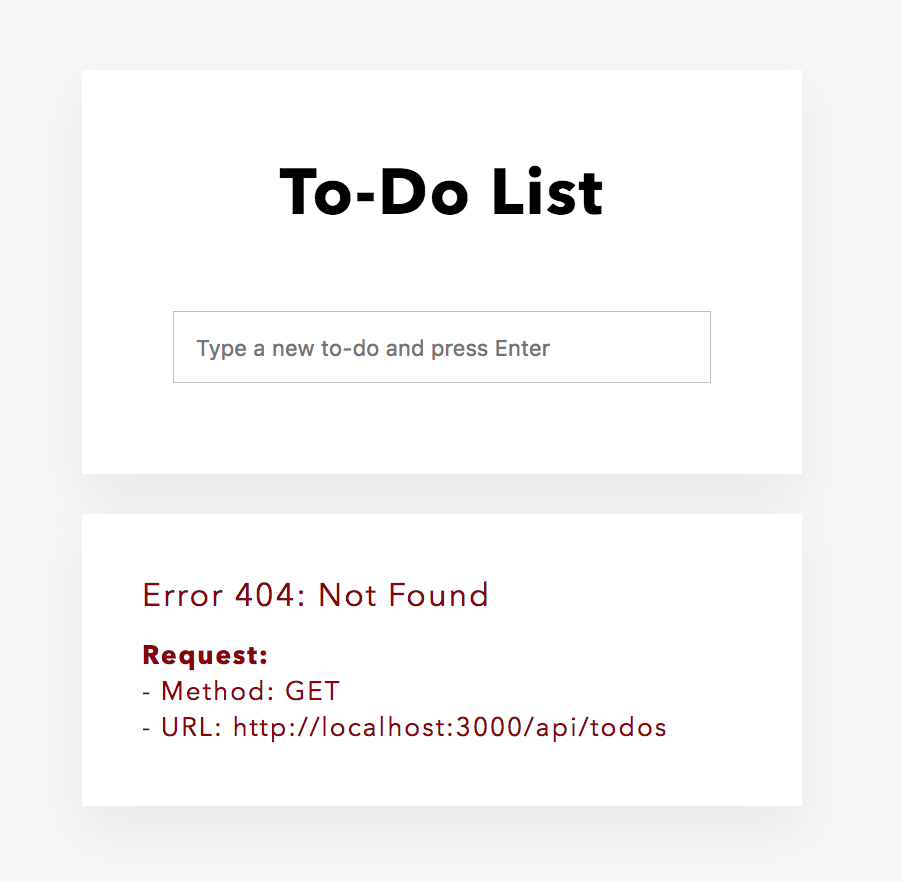 To-Do List
Type a new to-do and press Enter
Error 404: Not Found
Request:
- Method: GET
- URL: http://localhost:3000/api/todos